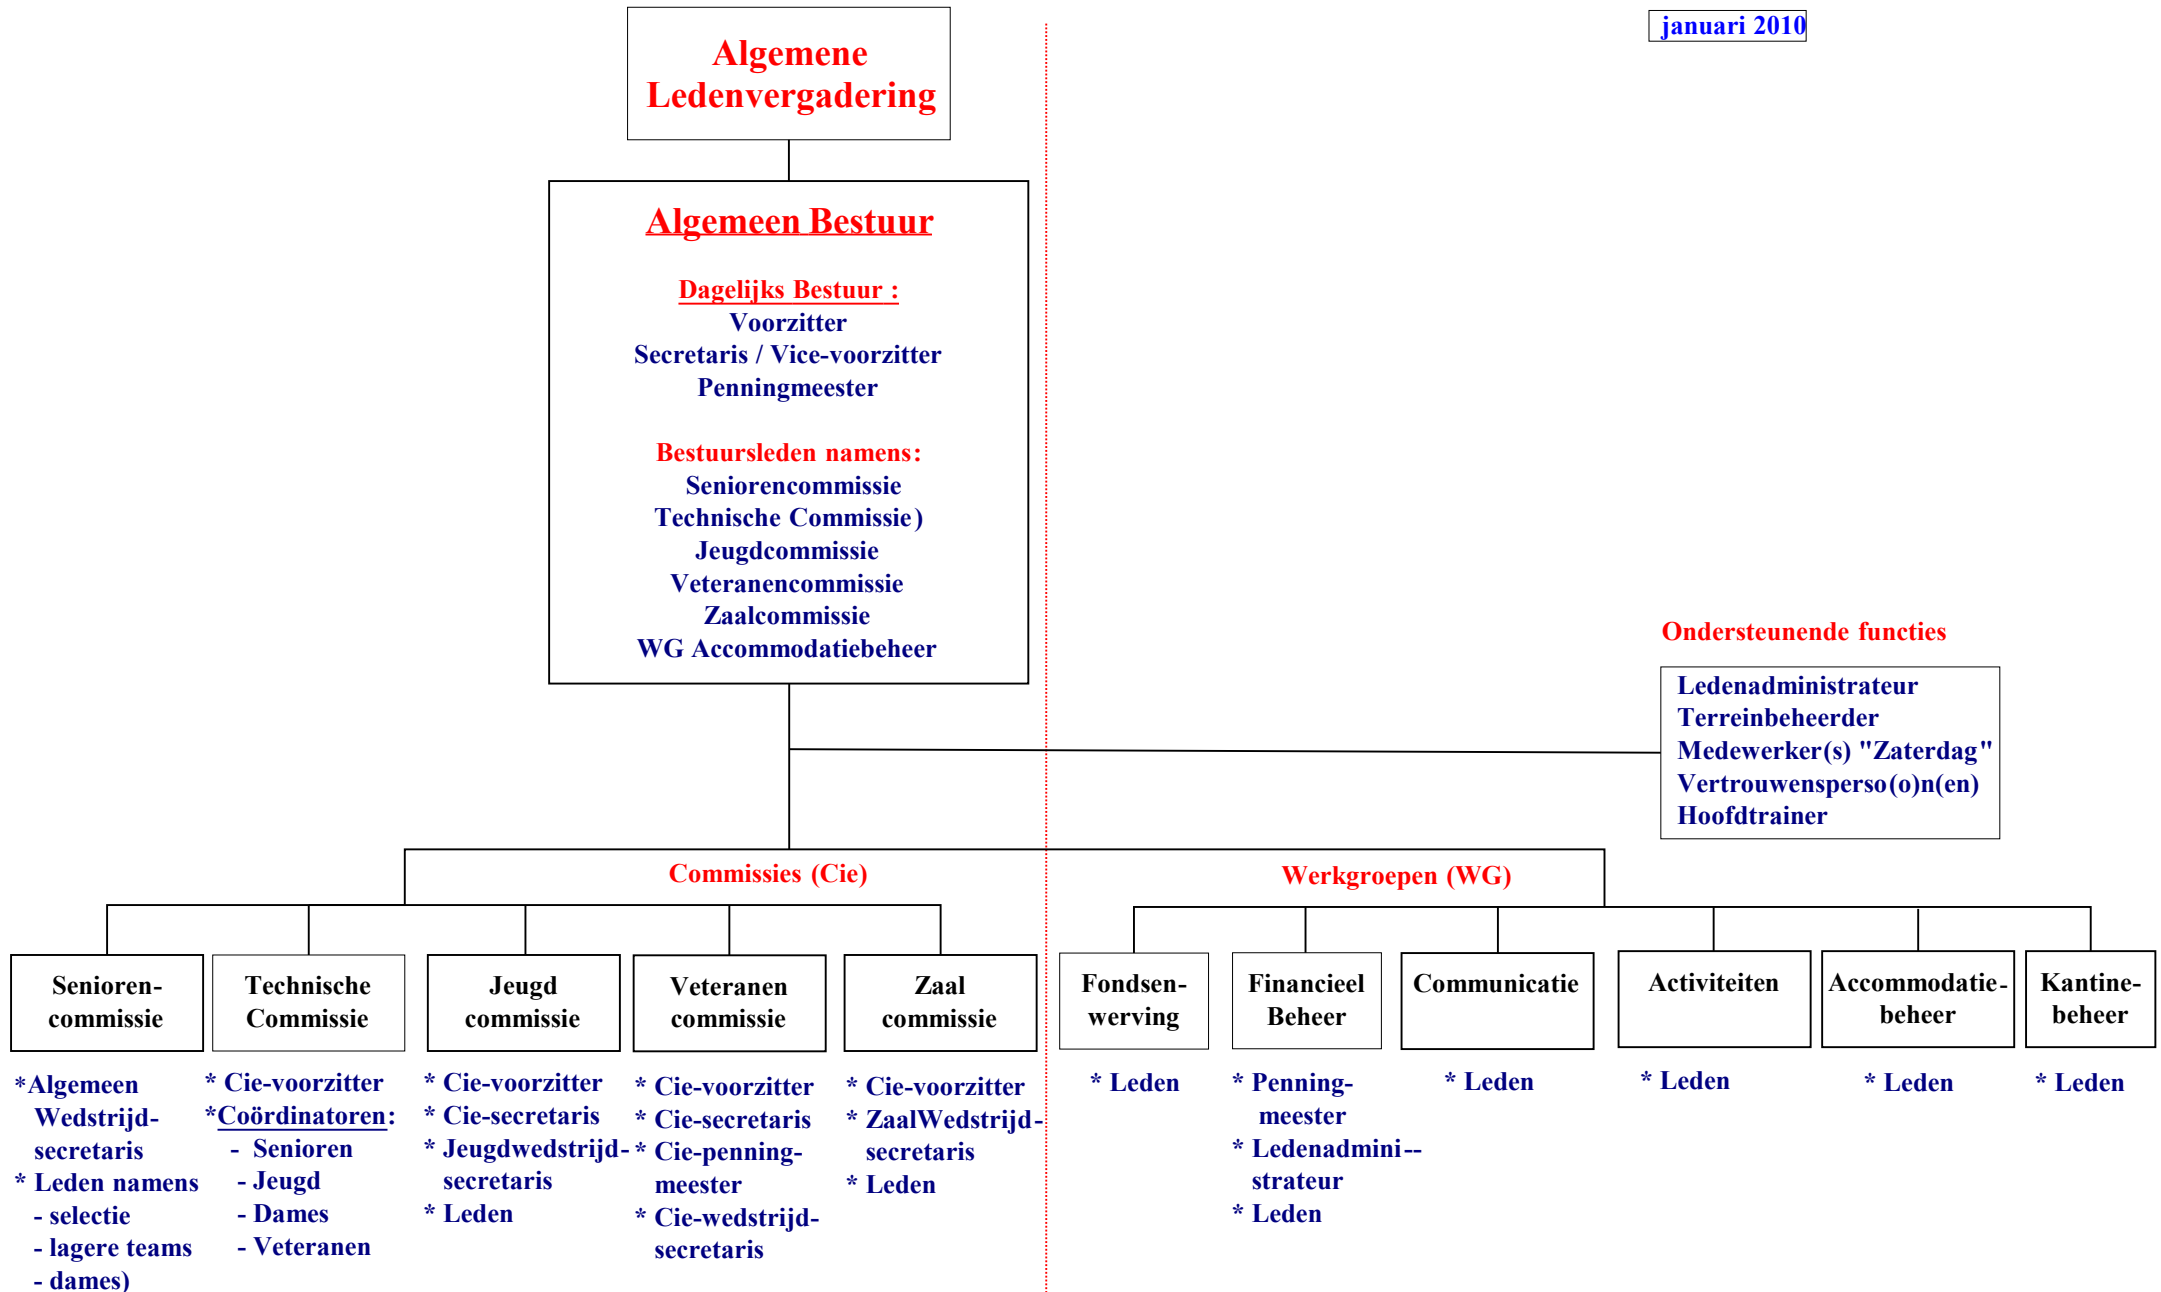 januari 2010
Algemene
Ledenvergadering
Algemeen Bestuur
Dagelijks Bestuur :
Voorzitter
Secretaris / Vice-voorzitter
Penningmeester
Bestuursleden namens:
Seniorencommissie
Technische Commissie)
Jeugdcommissie
Veteranencommissie
Zaalcommissie
WG Accommodatiebeheer
Ondersteunende functies
Ledenadministrateur
Terreinbeheerder
Medewerker(s) "Zaterdag"
Vertrouwensperso(o)n(en)
Hoofdtrainer
Commissies (Cie)
Werkgroepen (WG)
Senioren-
commissie
*Algemeen
Wedstrijd-
secretaris
* Leden namens
- selectie
- lagere teams
- dames)
Technische
Commissie
* Cie-voorzitter
*Coördinatoren:
- Senioren
- Jeugd
- Dames
- Veteranen
Jeugd
commissie
* Cie-voorzitter
* Cie-secretaris
* Jeugdwedstrijd-
secretaris
* Leden
Veteranen
commissie
* Cie-voorzitter
* Cie-secretaris
* Cie-penning-
meester
* Cie-wedstrijd-
secretaris
Zaal
commissie
* Cie-voorzitter
* ZaalWedstrijd-
secretaris
* Leden
Fondsen-
werving
* Leden
Financieel
Beheer
* Penning-
meester
* Ledenadmini--
strateur
* Leden
Communicatie
* Leden
Activiteiten
* Leden
Accommodatie-
beheer
* Leden
Kantine-
beheer
* Leden